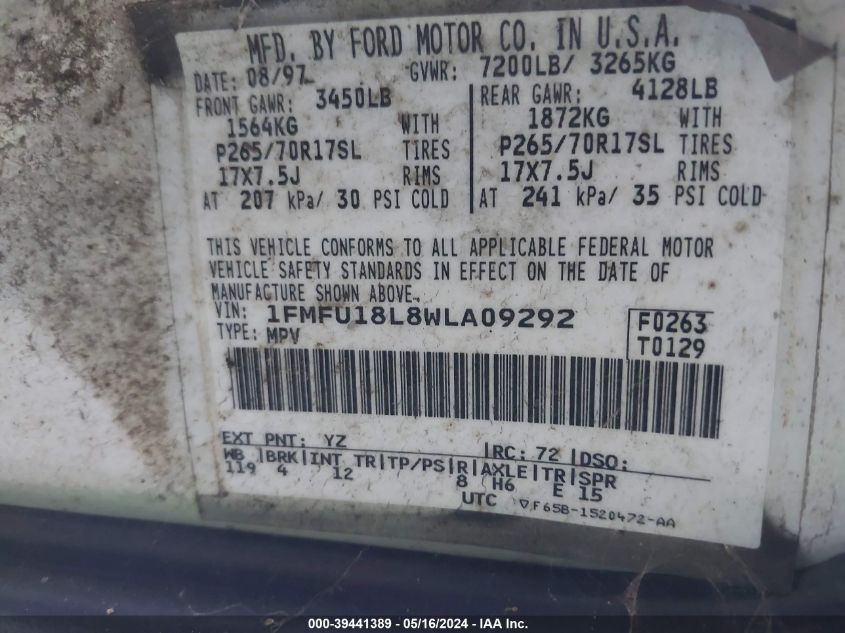 MFD. BY FORD MOTOR CO. IN U.S.A.
DATE: 08/97 GVWR: 7200LB/ 3265KG
FRONT GAWR: 3450LB REAR GAWR: 4128LB
1564KG WITH 1872KG WITH
P265/70R17SL TIRES P265/70R17SL TIRES
17X7.5J RIMS 17X7.5J RIMS
AT 207 kPa/ 30 PSI COLD AT 241 kPa/ 35 PSI COLD
THIS VEHICLE CONFORMS TO ALL APPLICABLE FEDERAL MOTOR
VEHICLE SAFETY STANDARDS IN EFFECT ON THE DATE OF
MANUFACTURE SHOWN ABOVE.
VIN: 1FMFU18L8WLA09292 F0263
TYPE: MPV T0129
EXT PNT: YZ RC: 72 DSO:
WB BRK INT TR TP/PS R AXLE TR SPR
119 4 12 8 H6 E 15
UTC ▽F65B-1520472-AA
000-39441389 - 05/16/2024 - IAA Inc.